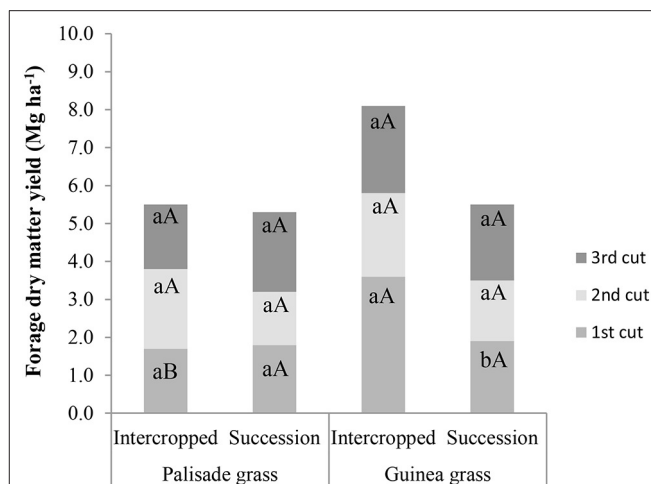 Forage dry matter yield (Mg ha-1)
10.0
9.0
8.0
7.0
6.0
5.0
4.0
3.0
2.0
1.0
0.0
aA
aA
aB
aA
aA
aA
aA
aA
aA
aA
aA
bA
3rd cut
2nd cut
1st cut
Intercropped Succession Intercropped Succession
Palisade grass Guinea grass